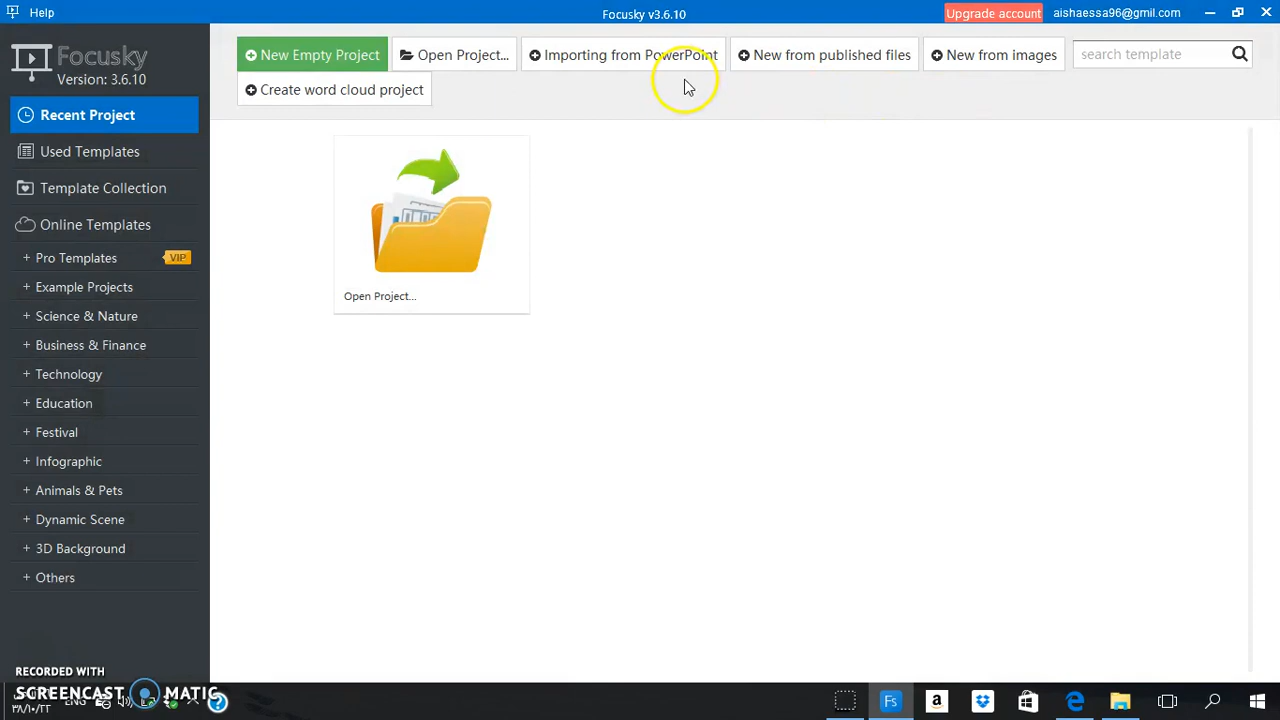 Help
Focusky v3.6.10
Upgrade account
aishaessa96@gmil.com
Focusky
Version: 3.6.10
New Empty Project
Open Project...
Importing from PowerPoint
New from published files
New from images
search template
Create word cloud project
Recent Project
Used Templates
Template Collection
Online Templates
+ Pro Templates
VIP
+ Example Projects
+ Science & Nature
+ Business & Finance
+ Technology
+ Education
+ Festival
+ Infographic
+ Animals & Pets
+ Dynamic Scene
+ 3D Background
+ Others
Open Project...
RECORDED WITH
SCREENCAST MATIC
ENG
Fs
a